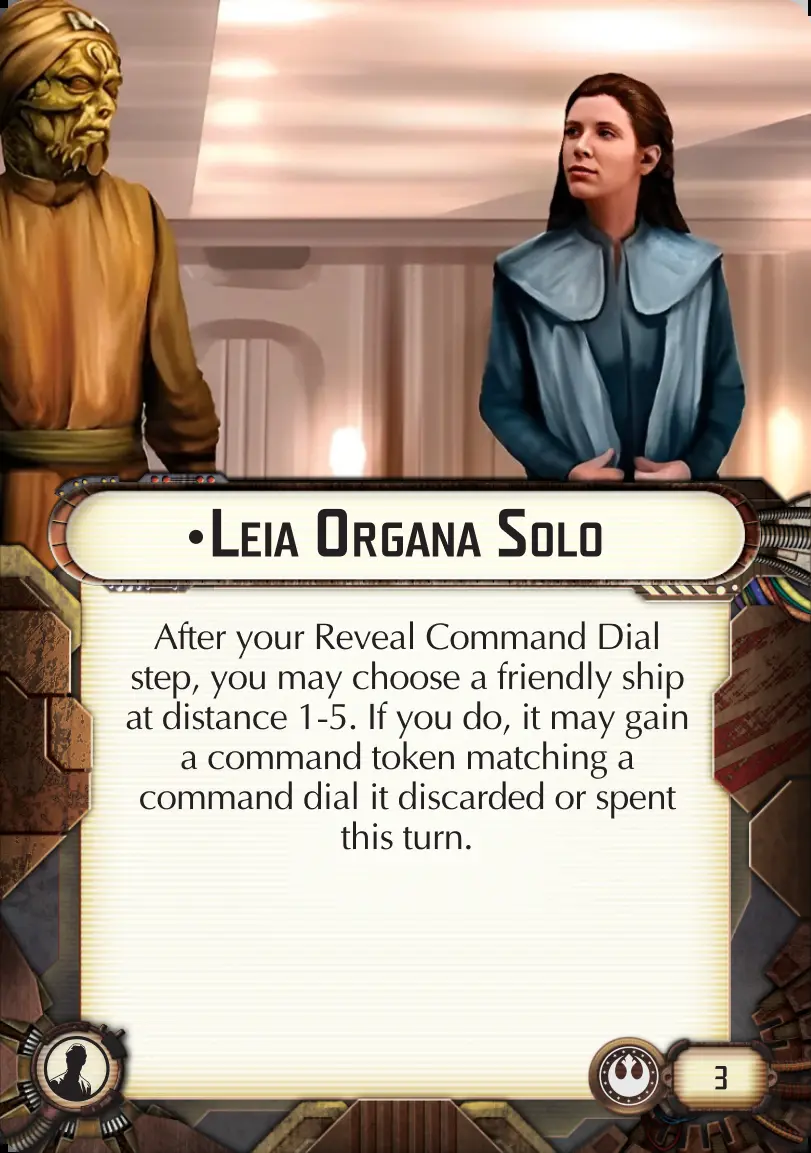 •Leia Organa Solo
After your Reveal Command Dial
step, you may choose a friendly ship
at distance 1-5. If you do, it may gain
a command token matching a
command dial it discarded or spent
this turn.
3